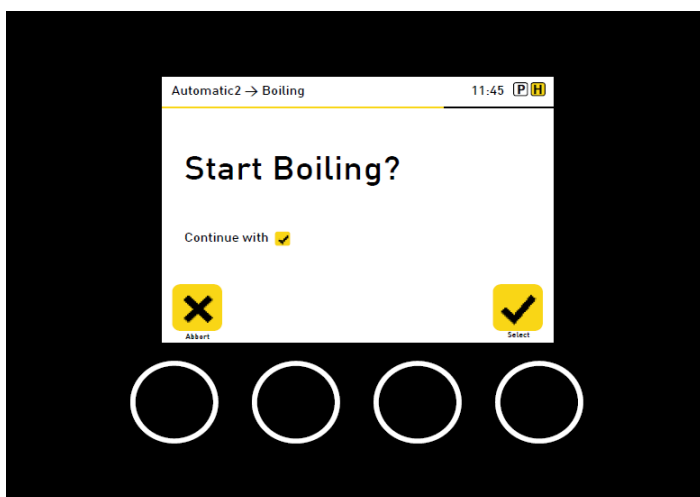 Automatic2 → Boiling 11:45 P H
Start Boiling?
Continue with
Abbort Select